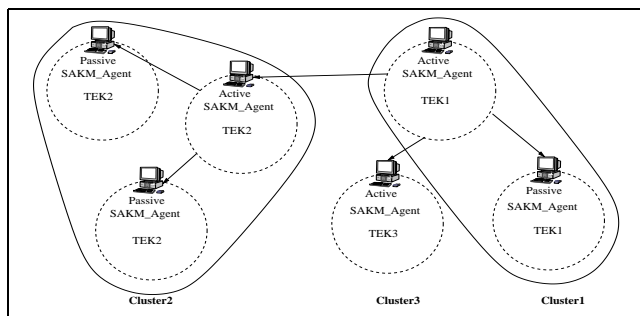 Passive
SAKM_Agent
TEK2
Active
SAKM_Agent
TEK2
Passive
SAKM_Agent
TEK2
Cluster2
Active
SAKM_Agent
TEK1
Active
SAKM_Agent
TEK3
Cluster3
Passive
SAKM_Agent
TEK1
Cluster1